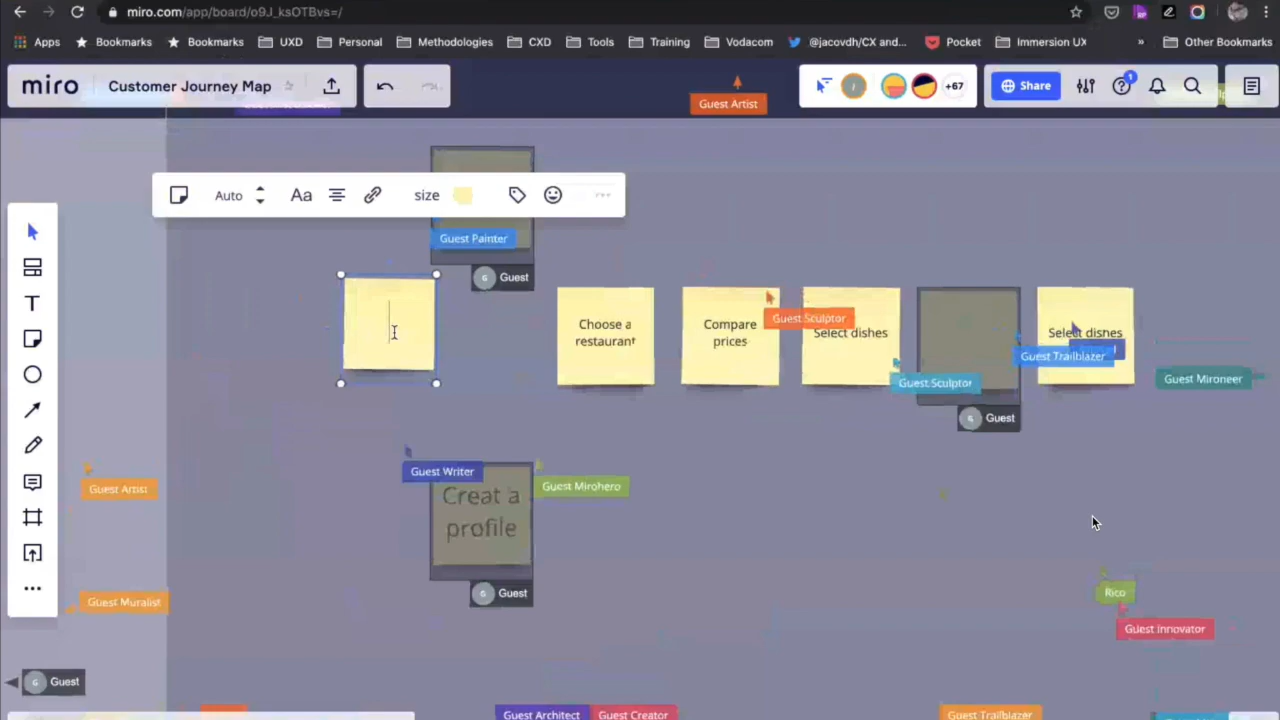 miro.com/app/board/o9J_ksOTBvs=/
Apps
Bookmarks
Bookmarks
UXD
Personal
Methodologies
CXD
Tools
Training
Vodacom
@jacovdh/CX and...
Pocket
Immersion UX
»
Other Bookmarks
miro
Customer Journey Map
+67
Share
1
Guest Artist
Auto
Aa
size
Guest Painter
G Guest
Choose a
restaurant
Compare
prices
Guest Sculptor
Select dishes
Select dishes
Guest Trailblazer
Guest Sculptor
Guest Mironeer
G Guest
Guest Writer
Guest Mirohero
Creat a
profile
Guest Artist
G Guest
Guest Muralist
Rico
Guest Innovator
G Guest
Guest Architect
Guest Creator
Guest Trailblazer